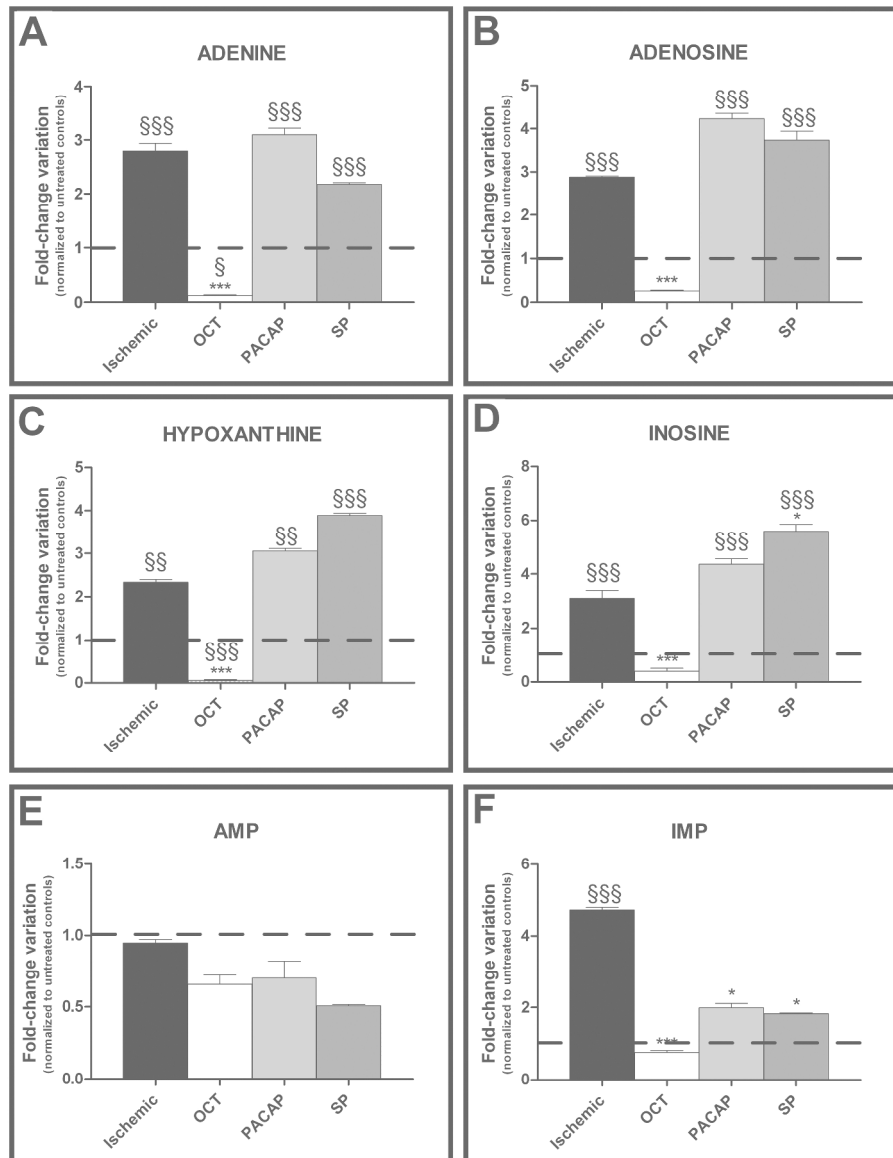 A
ADENINE
Fold-change variation
(normalized to untreated controls)
4
3
2
1
0
§§§
§
***
§§§
§§§
Ischemic
OCT
PACAP
SP
B
ADENOSINE
Fold-change variation
(normalized to untreated controls)
5
4
3
2
1
0
§§§
***
§§§
§§§
Ischemic
OCT
PACAP
SP
C
HYPOXANTHINE
Fold-change variation
(normalized to untreated controls)
5
4
3
2
1
0
§§
§§§
***
§§
§§§
Ischemic
OCT
PACAP
SP
D
INOSINE
Fold-change variation
(normalized to untreated controls)
8
6
4
2
0
§§§
***
§§§
§§§
*
Ischemic
OCT
PACAP
SP
E
AMP
Fold-change variation
(normalized to untreated controls)
1.5
1.0
0.5
0.0
Ischemic
OCT
PACAP
SP
F
IMP
Fold-change variation
(normalized to untreated controls)
6
4
2
0
§§§
***
*
*
Ischemic
OCT
PACAP
SP